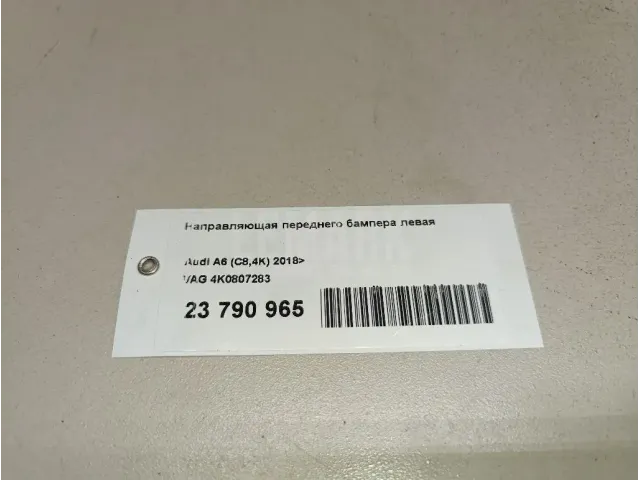 Направляющая переднего бампера левая
Audi A6 (C8,4K) 2018>
VAG 4K0807283
23 790 965